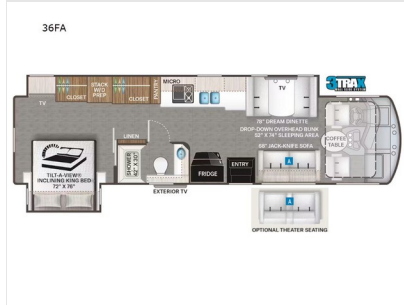 36FA
3TRAX
TV
CLOSET
STACK
W/D
PREP
CLOSET
PANTRY
MICRO
TV
78" DREAM DINETTE
DROP-DOWN OVERHEAD BUNK
52" X 74" SLEEPING AREA
68" JACK-KNIFE SOFA
COFFEE
TABLE
LINEN
SHOWER
FRIDGE
ENTRY
EXTERIOR TV
TILT-A-VIEW®
INCLINING KING BED
72" X 76"
OPTIONAL THEATER SEATING